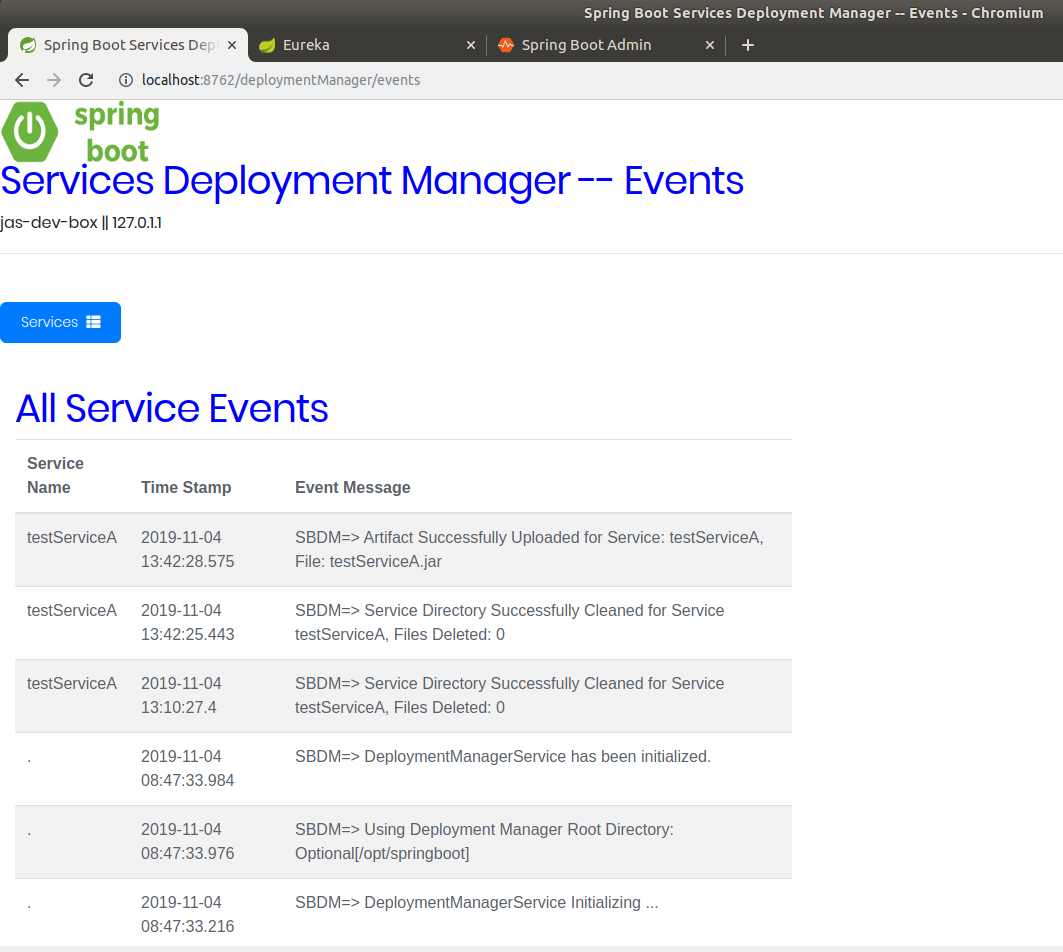 Spring Boot Services Deployment Manager -- Events - Chromium
Spring Boot Services Depl
Eureka
Spring Boot Admin
localhost:8762/deploymentManager/events
spring
boot
Services Deployment Manager -- Events
jas-dev-box || 127.0.1.1
Services
All Service Events
Service
Name Time Stamp Event Message
testServiceA 2019-11-04 SBDM=> Artifact Successfully Uploaded for Service: testServiceA,
13:42:28.575 File: testServiceA.jar
testServiceA 2019-11-04 SBDM=> Service Directory Successfully Cleaned for Service
13:42:25.443 testServiceA, Files Deleted: 0
testServiceA 2019-11-04 SBDM=> Service Directory Successfully Cleaned for Service
13:10:27.4 testServiceA, Files Deleted: 0
. 2019-11-04 SBDM=> DeploymentManagerService has been initialized.
08:47:33.984
. 2019-11-04 SBDM=> Using Deployment Manager Root Directory:
08:47:33.976 Optional[/opt/springboot]
. 2019-11-04 SBDM=> DeploymentManagerService Initializing ...
08:47:33.216